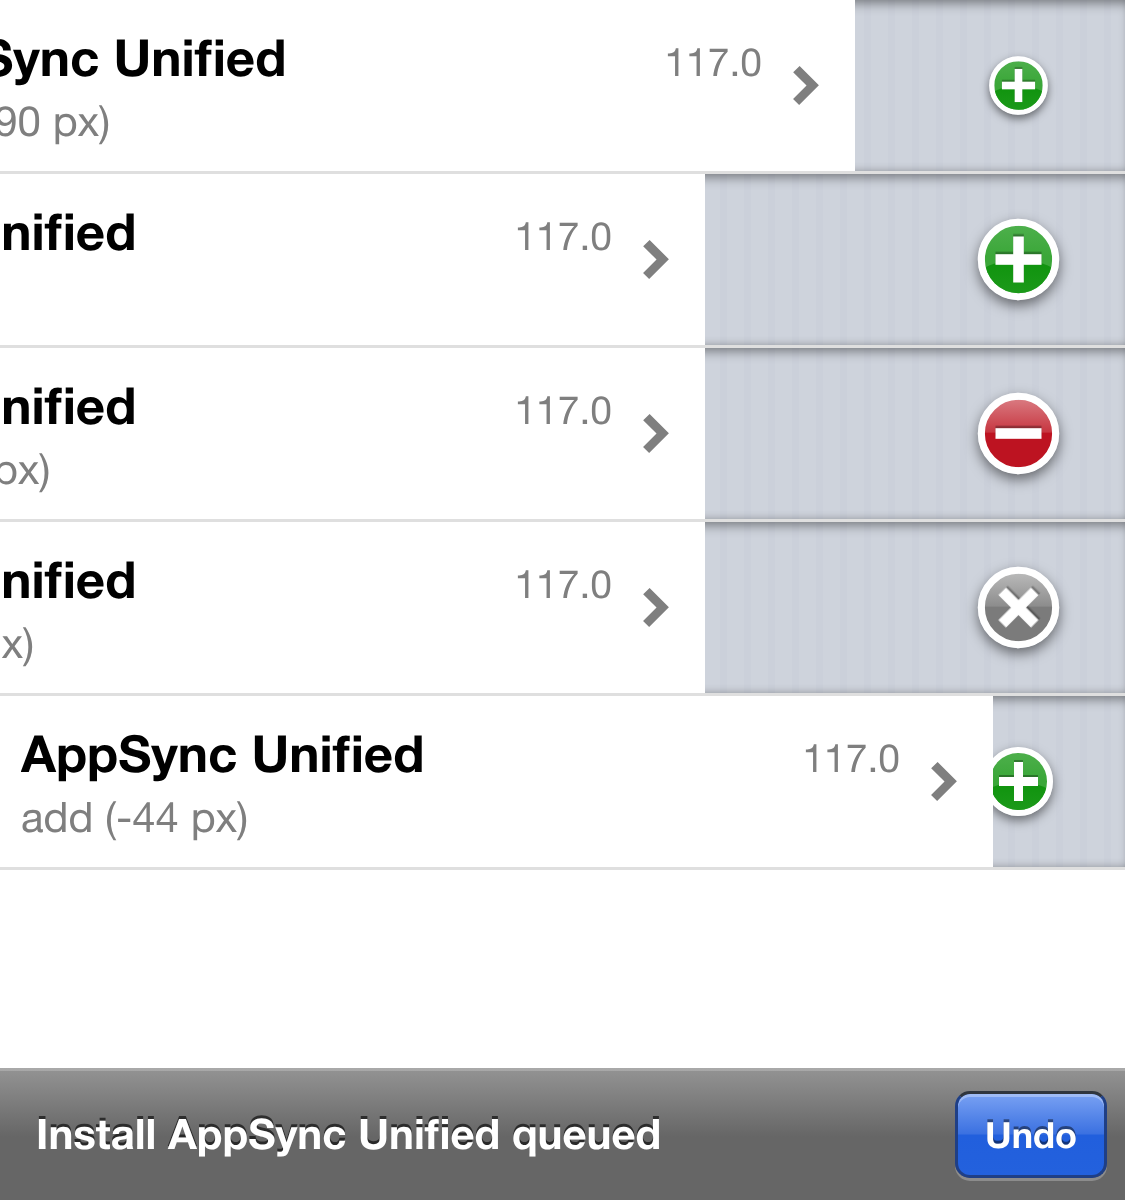 Sync Unified 117.0
90 px)
nified 117.0
nified 117.0
px)
nified 117.0
x)
AppSync Unified 117.0
add (-44 px)
Install AppSync Unified queued Undo